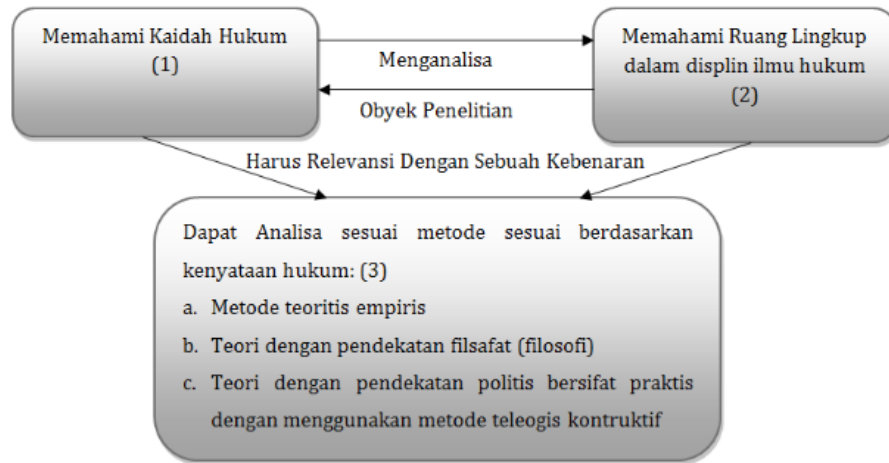 Memahami Kaidah Hukum
(1)
Menganalisa
Obyek Penelitian
Memahami Ruang Lingkup
dalam displin ilmu hukum
(2)
Harus Relevansi Dengan Sebuah Kebenaran
Dapat Analisa sesuai metode sesuai berdasarkan
kenyataan hukum: (3)
a. Metode teoritis empiris
b. Teori dengan pendekatan filsafat (filosofi)
c. Teori dengan pendekatan politis bersifat praktis
dengan menggunakan metode teleogis kontruktif